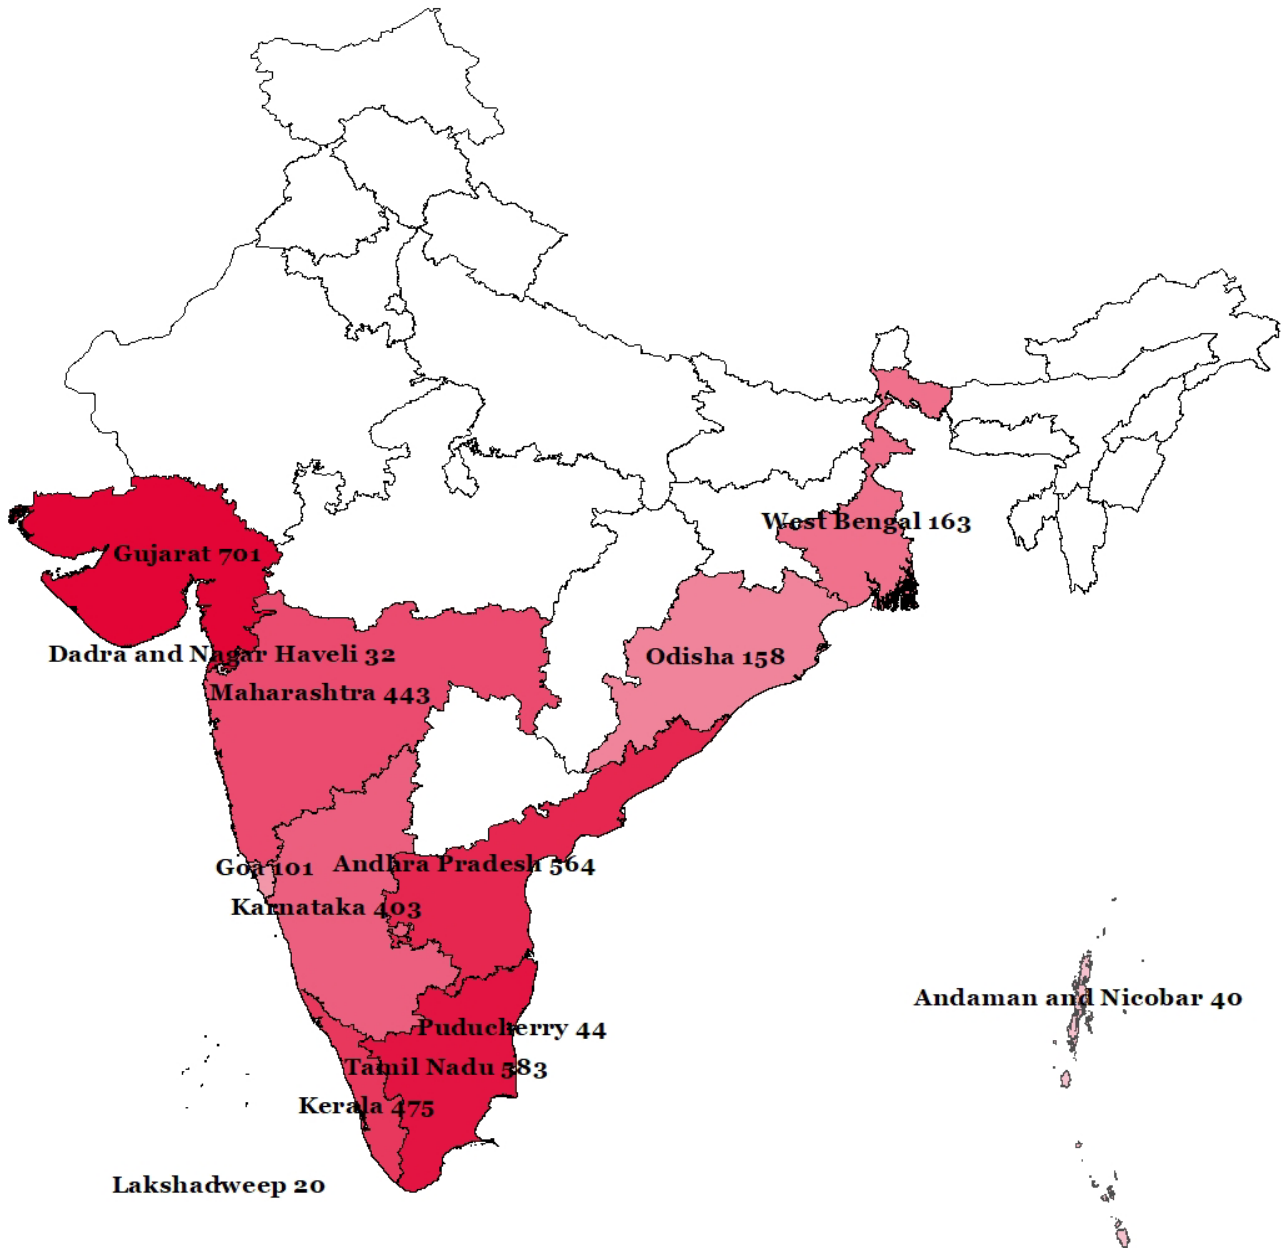 West Bengal 163
Gujarat 701
Dadra and Nagar Haveli 32
Odisha 158
Maharashtra 443
Goa 101
Andhra Pradesh 564
Karnataka 403
Andaman and Nicobar 40
Puducherry 44
Tamil Nadu 583
Kerala 475
Lakshadweep 20